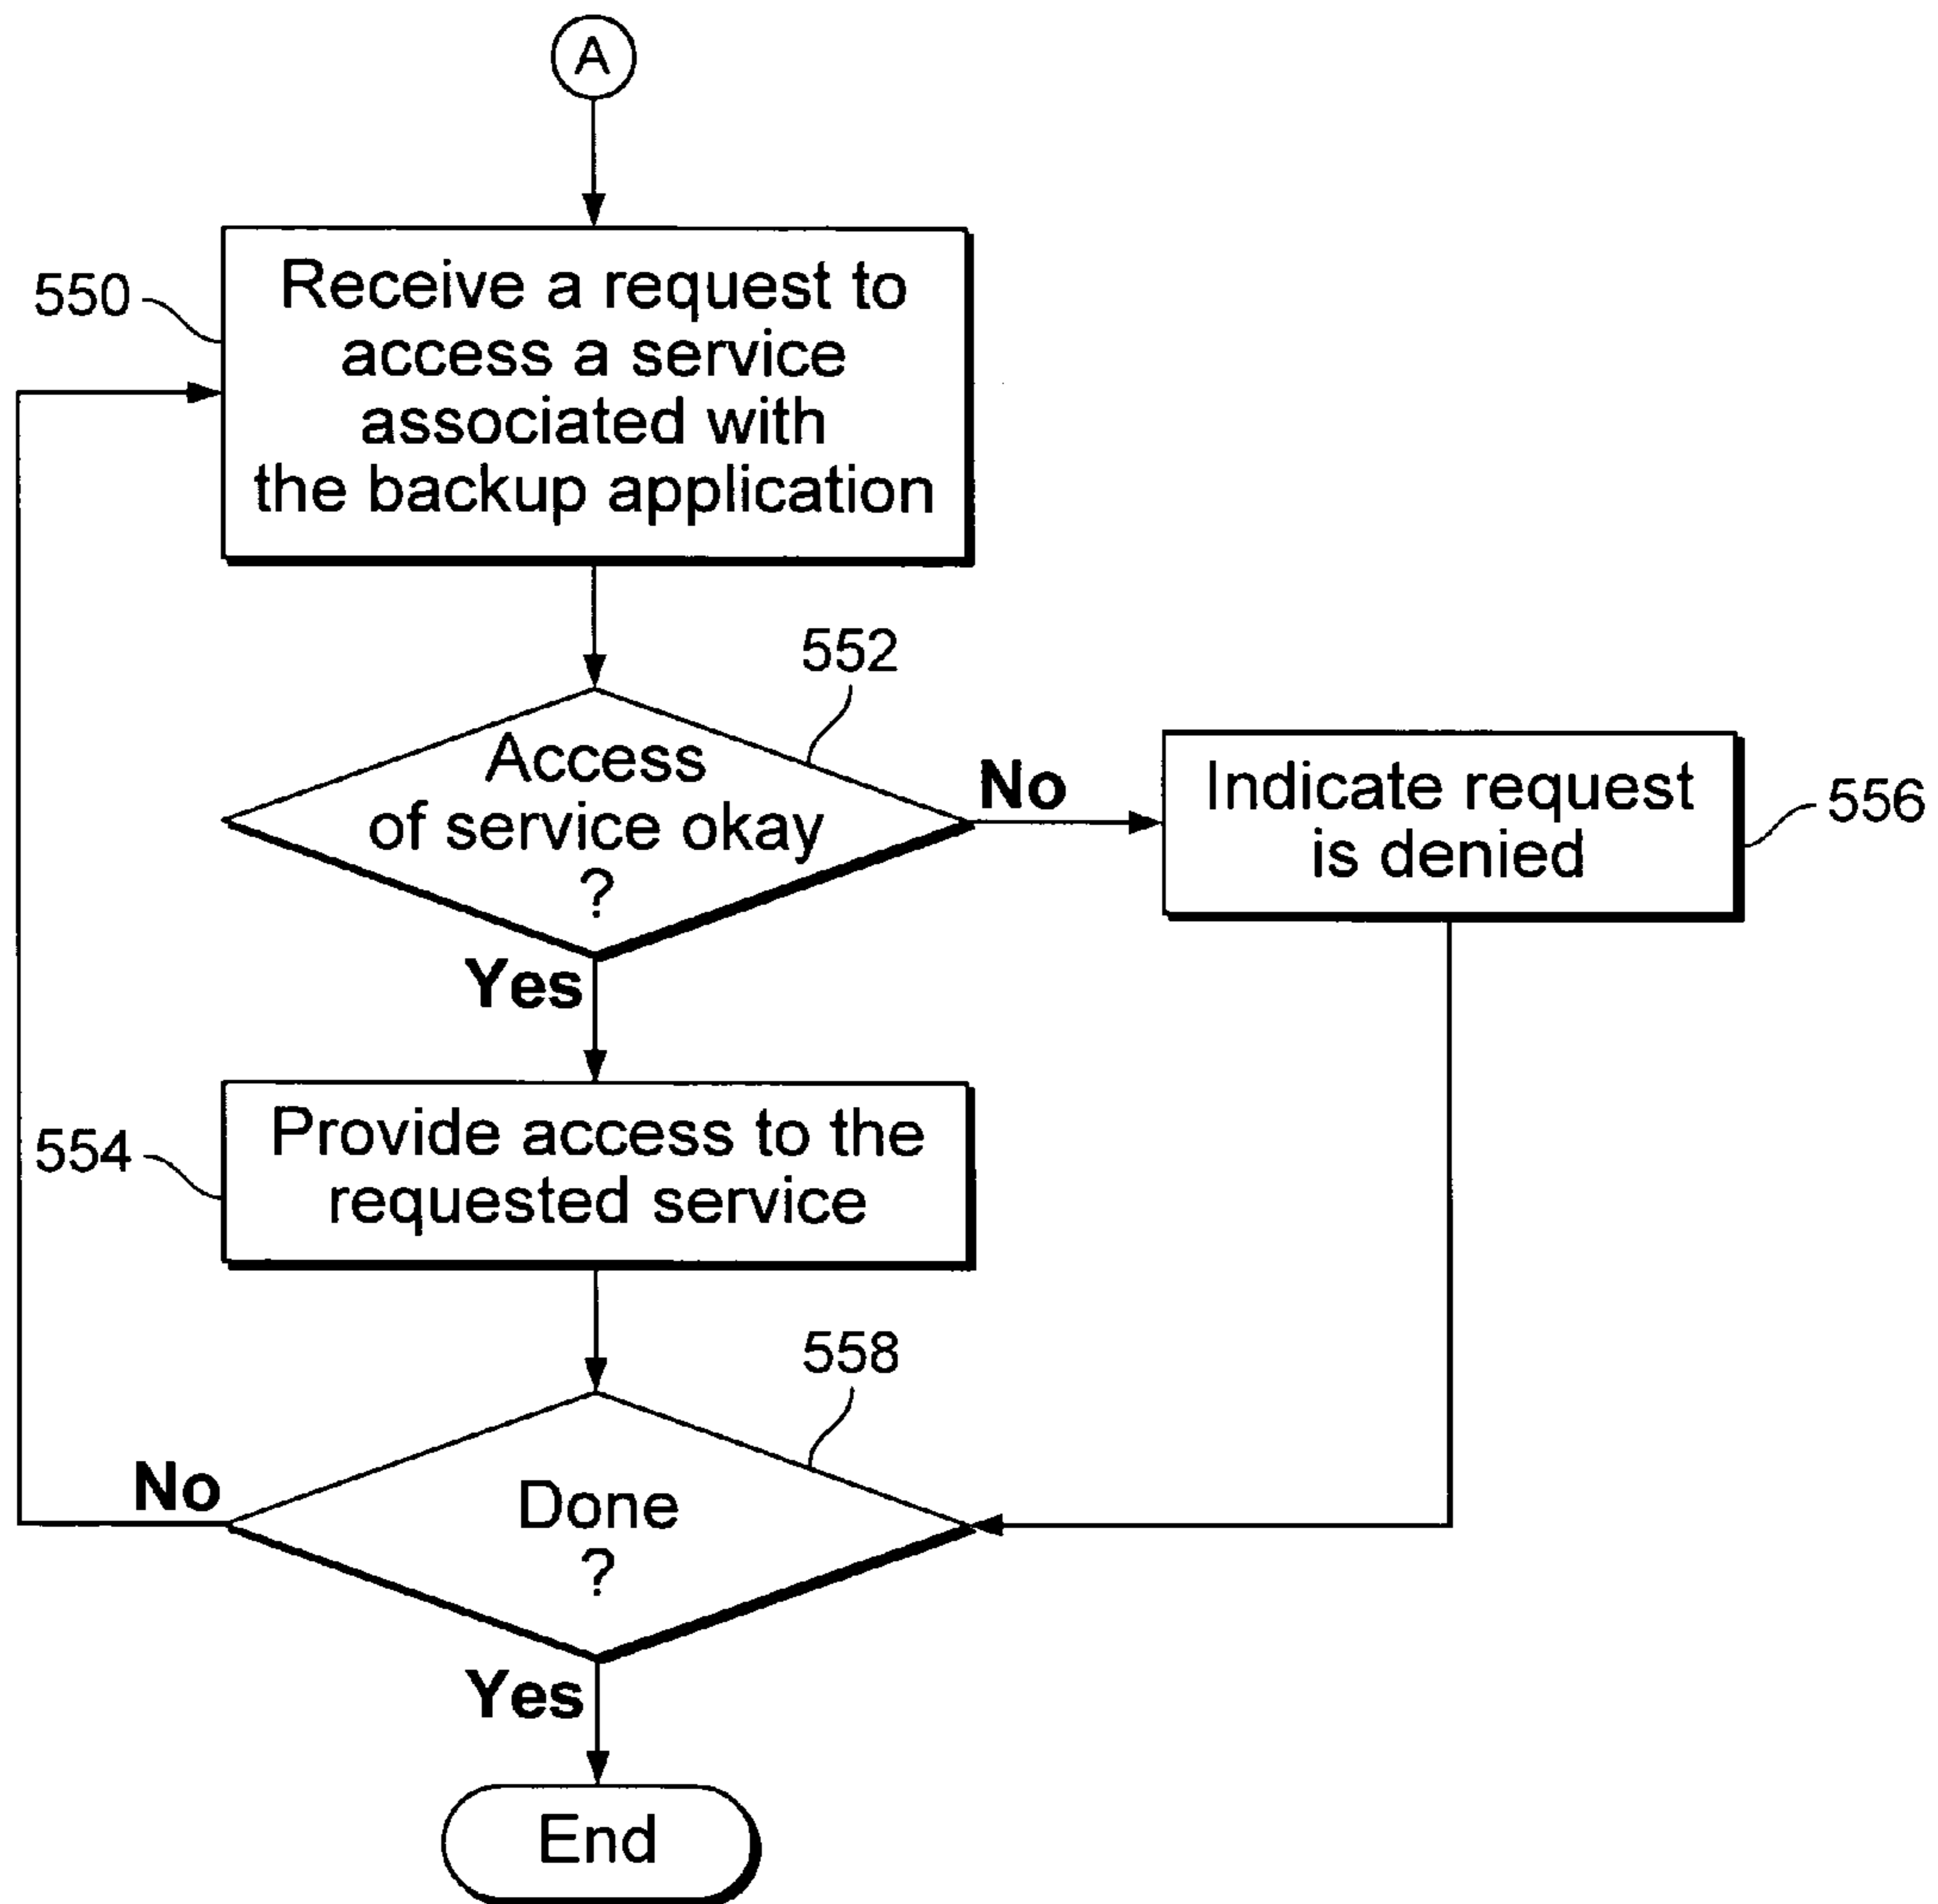 A
550
Receive a request to
access a service
associated with
the backup application
552
Access
of service okay
?
No
Indicate request
is denied
556
Yes
554
Provide access to the
requested service
558
No
Done
?
Yes
End